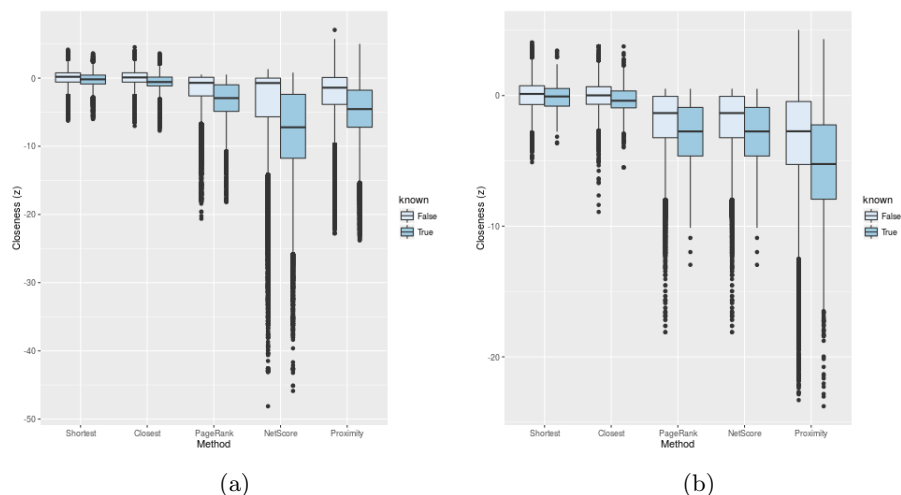 0
-10
-20
-30
-40
-50
Closeness (z)
Shortest
Closest
PageRank
NetScore
Proximity
Method
known
False
True
(a)
0
-10
-20
Closeness (z)
Shortest
Closest
PageRank
NetScore
Proximity
Method
known
False
True
(b)